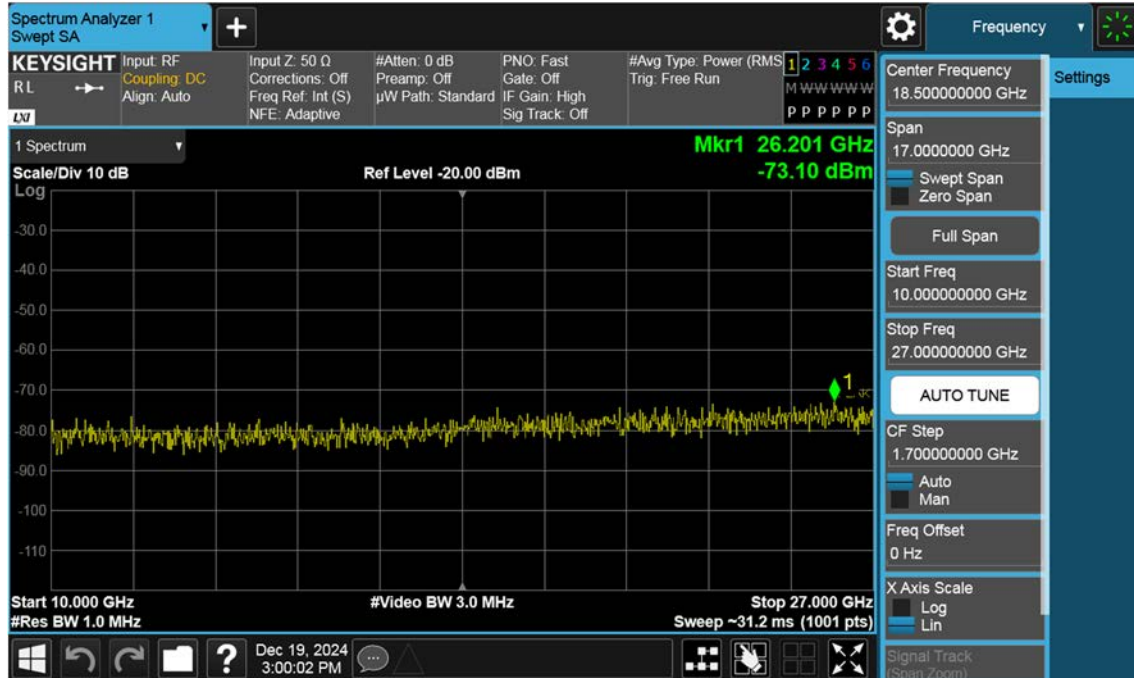 Spectrum Analyzer 1
Swept SA
+
Frequency
KEYSIGHT
R L
LXI
Input: RF
Coupling: DC
Align: Auto
Input Z: 50 Ω
Corrections: Off
Freq Ref: Int (S)
NFE: Adaptive
#Atten: 0 dB
Preamp: Off
µW Path: Standard
PNO: Fast
Gate: Off
IF Gain: High
Sig Track: Off
#Avg Type: Power (RMS
Trig: Free Run
1 2 3 4 5 6
M W W W W W
P P P P P P
1 Spectrum
Mkr1 26.201 GHz
-73.10 dBm
Scale/Div 10 dB
Ref Level -20.00 dBm
Log
-30.0
-40.0
-50.0
-60.0
-70.0
-80.0
-90.0
-100
-110
1
Start 10.000 GHz
#Video BW 3.0 MHz
Stop 27.000 GHz
#Res BW 1.0 MHz
Sweep ~31.2 ms (1001 pts)
Center Frequency
18.500000000 GHz
Settings
Span
17.0000000 GHz
Swept Span
Zero Span
Full Span
Start Freq
10.000000000 GHz
Stop Freq
27.000000000 GHz
AUTO TUNE
CF Step
1.700000000 GHz
Auto
Man
Freq Offset
0 Hz
X Axis Scale
Log
Lin
Signal Track
(Span Zoom)
?
Dec 19, 2024
3:00:02 PM